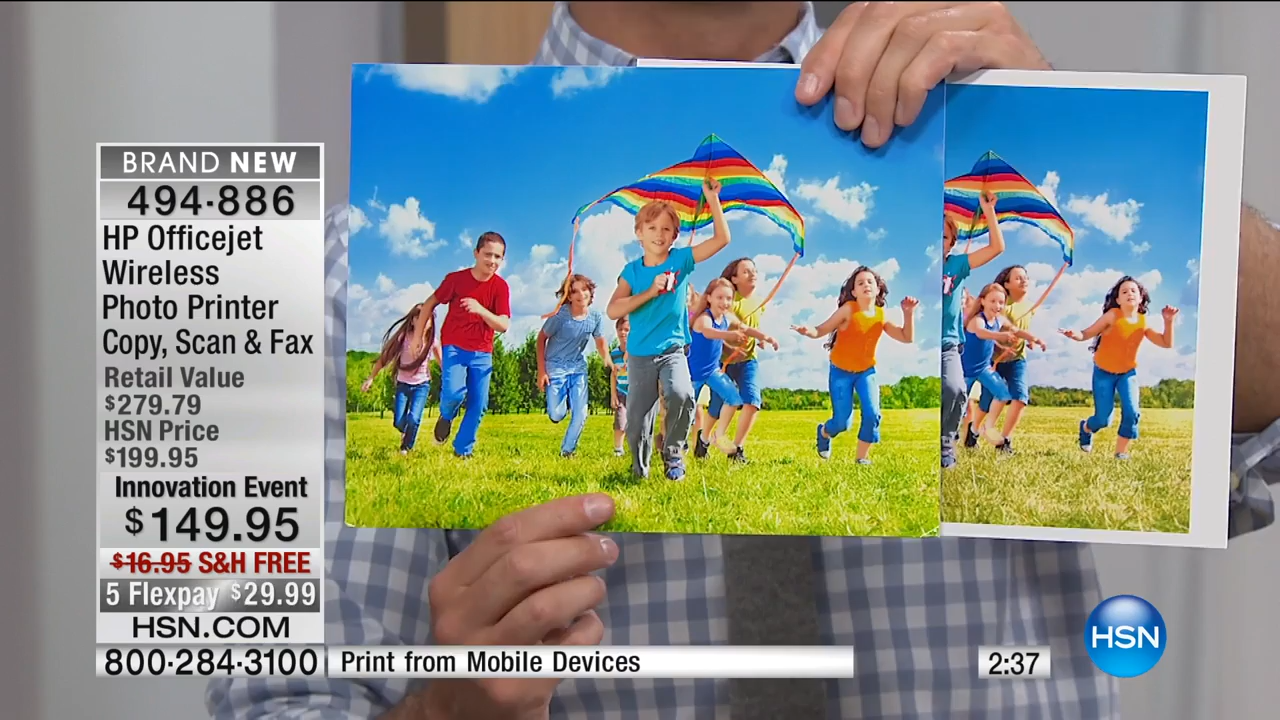 BRAND NEW
494-886
HP Officejet
Wireless
Photo Printer
Copy, Scan & Fax
Retail Value
$279.79
HSN Price
$199.95
Innovation Event
$149.95
$16.95 S&H FREE
5 Flexpay $29.99
HSN.COM
800-284-3100
Print from Mobile Devices
2:37
HSN